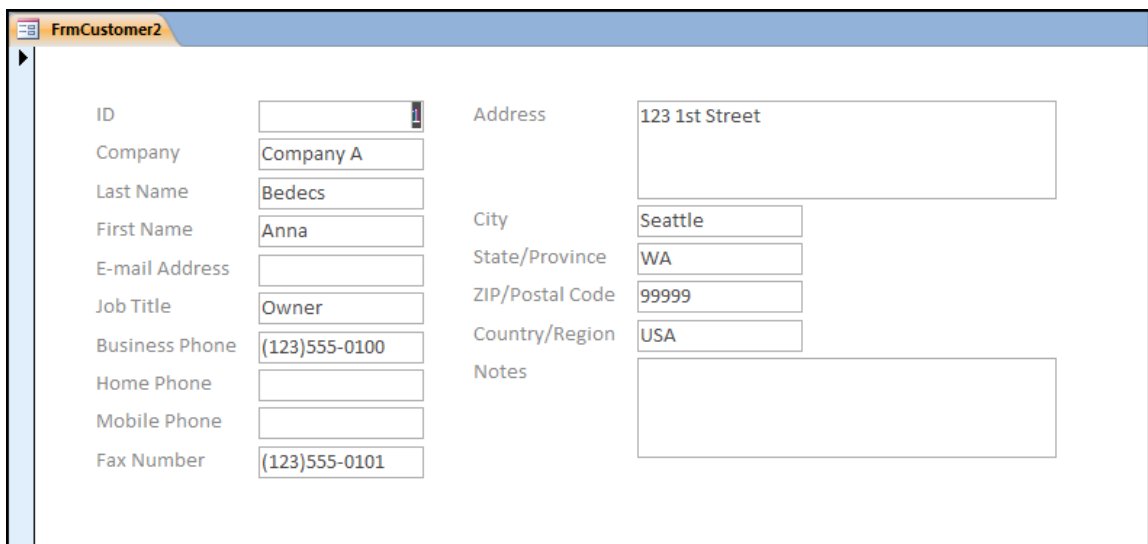 FrmCustomer2
ID 1
Company Company A
Last Name Bedecs
First Name Anna
E-mail Address
Job Title Owner
Business Phone (123)555-0100
Home Phone
Mobile Phone
Fax Number (123)555-0101
Address 123 1st Street
City Seattle
State/Province WA
ZIP/Postal Code 99999
Country/Region USA
Notes